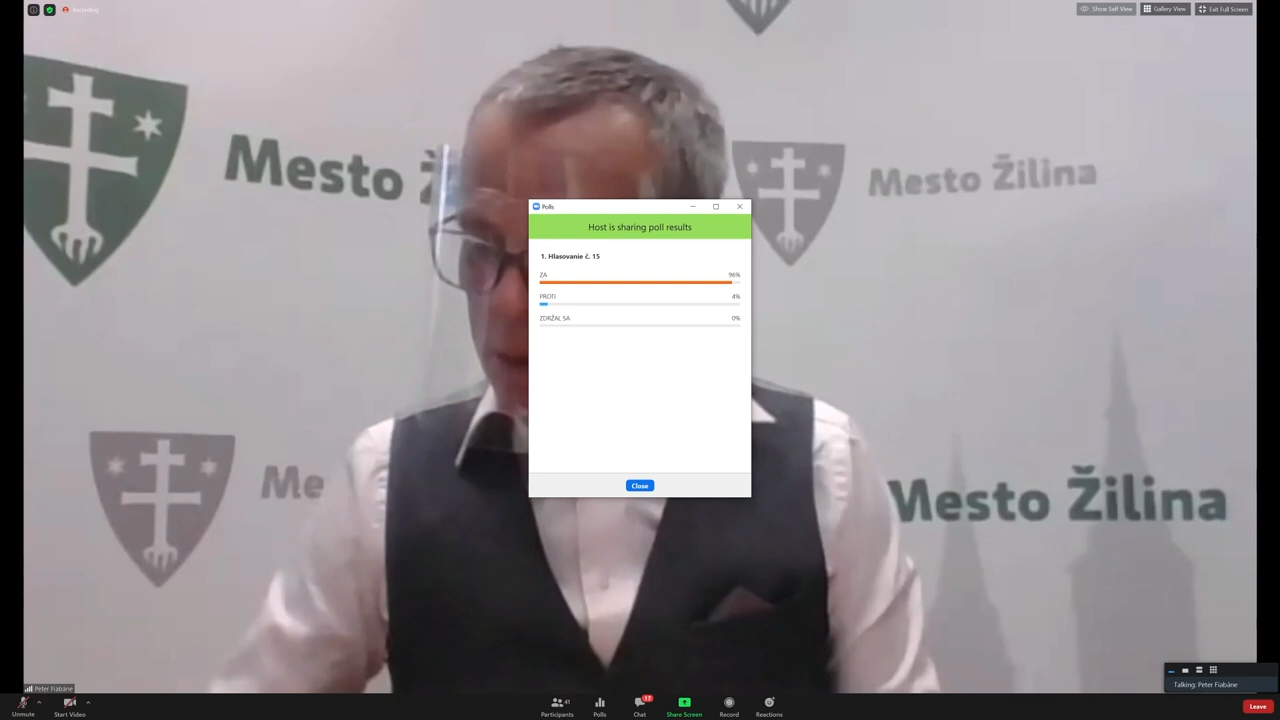 Recording
Show Self View
Gallery View
Exit Full Screen
Mesto Ž
Mesto Žilina
Polls
Host is sharing poll results
1. Hlasovanie č. 15
ZA 96%
PROTI 4%
ZDRŽAL SA 0%
Close
Me
Mesto Žilina
Talking: Peter Fiabáne
Peter Fiabáne
Unmute
Start Video
Participants 41
Polls
Chat 17
Share Screen
Record
Reactions
Leave